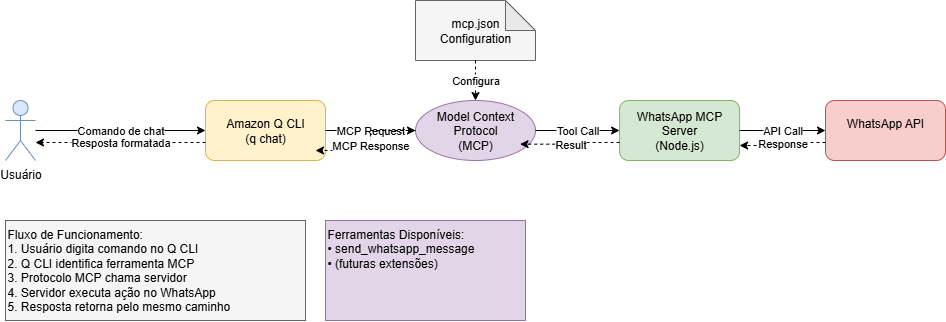 mcp.json
Configuration
Configura
Usuário
Comando de chat
Resposta formatada
Amazon Q CLI
(q chat)
MCP Request
MCP Response
Model Context
Protocol
(MCP)
Tool Call
Result
WhatsApp MCP
Server
(Node.js)
API Call
Response
WhatsApp API
Fluxo de Funcionamento:
1. Usuário digita comando no Q CLI
2. Q CLI identifica ferramenta MCP
3. Protocolo MCP chama servidor
4. Servidor executa ação no WhatsApp
5. Resposta retorna pelo mesmo caminho
Ferramentas Disponíveis:
• send_whatsapp_message
• (futuras extensões)